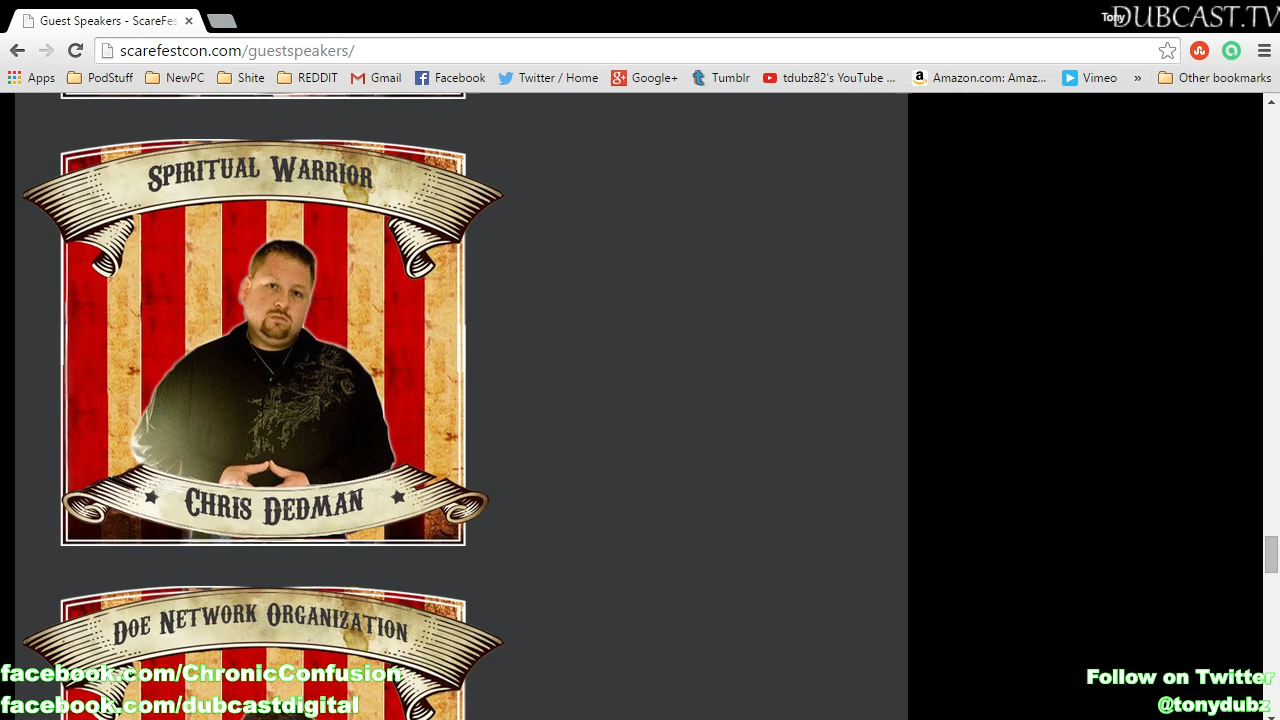 Guest Speakers - ScareFes
Tony DUBCAST.TV
scarefestcon.com/guestspeakers/
Apps PodStuff NewPC Shite REDDIT Gmail Facebook Twitter / Home Google+ Tumblr tdubz82's YouTube ... Amazon.com: Amaz... Vimeo » Other bookmarks
SPIRITUAL WARRIOR
CHRIS DEDMAN
DOE NETWORK ORGANIZATION
facebook.com/ChronicConfusion
facebook.com/dubcastdigital
Follow on Twitter
@tonydubz